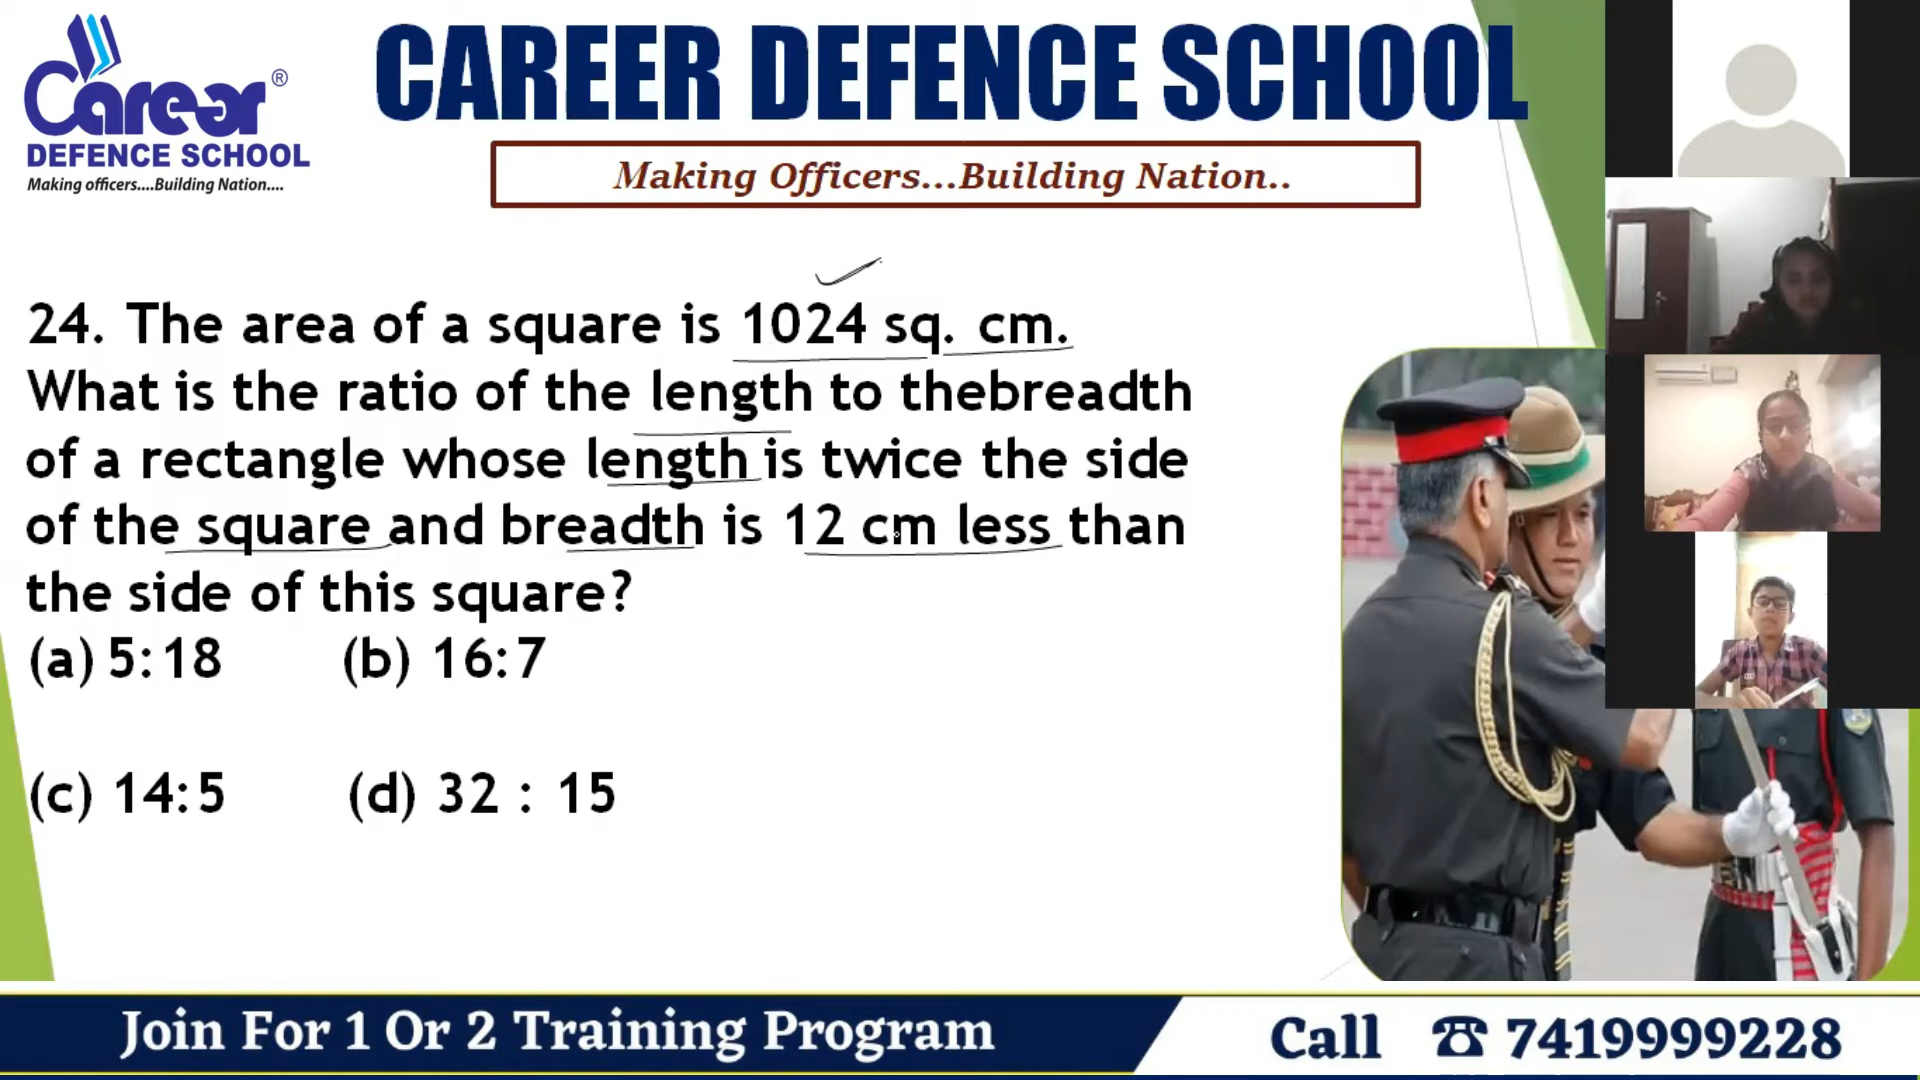 Career®
DEFENCE SCHOOL
Making officers....Building Nation....
CAREER DEFENCE SCHOOL
Making Officers...Building Nation..
24. The area of a square is 1024 sq. cm.
What is the ratio of the length to thebreadth
of a rectangle whose length is twice the side
of the square and breadth is 12 cm less than
the side of this square?
(a) 5:18 (b) 16:7
(c) 14:5 (d) 32 : 15
Join For 1 Or 2 Training Program
Call ☎ 7419999228